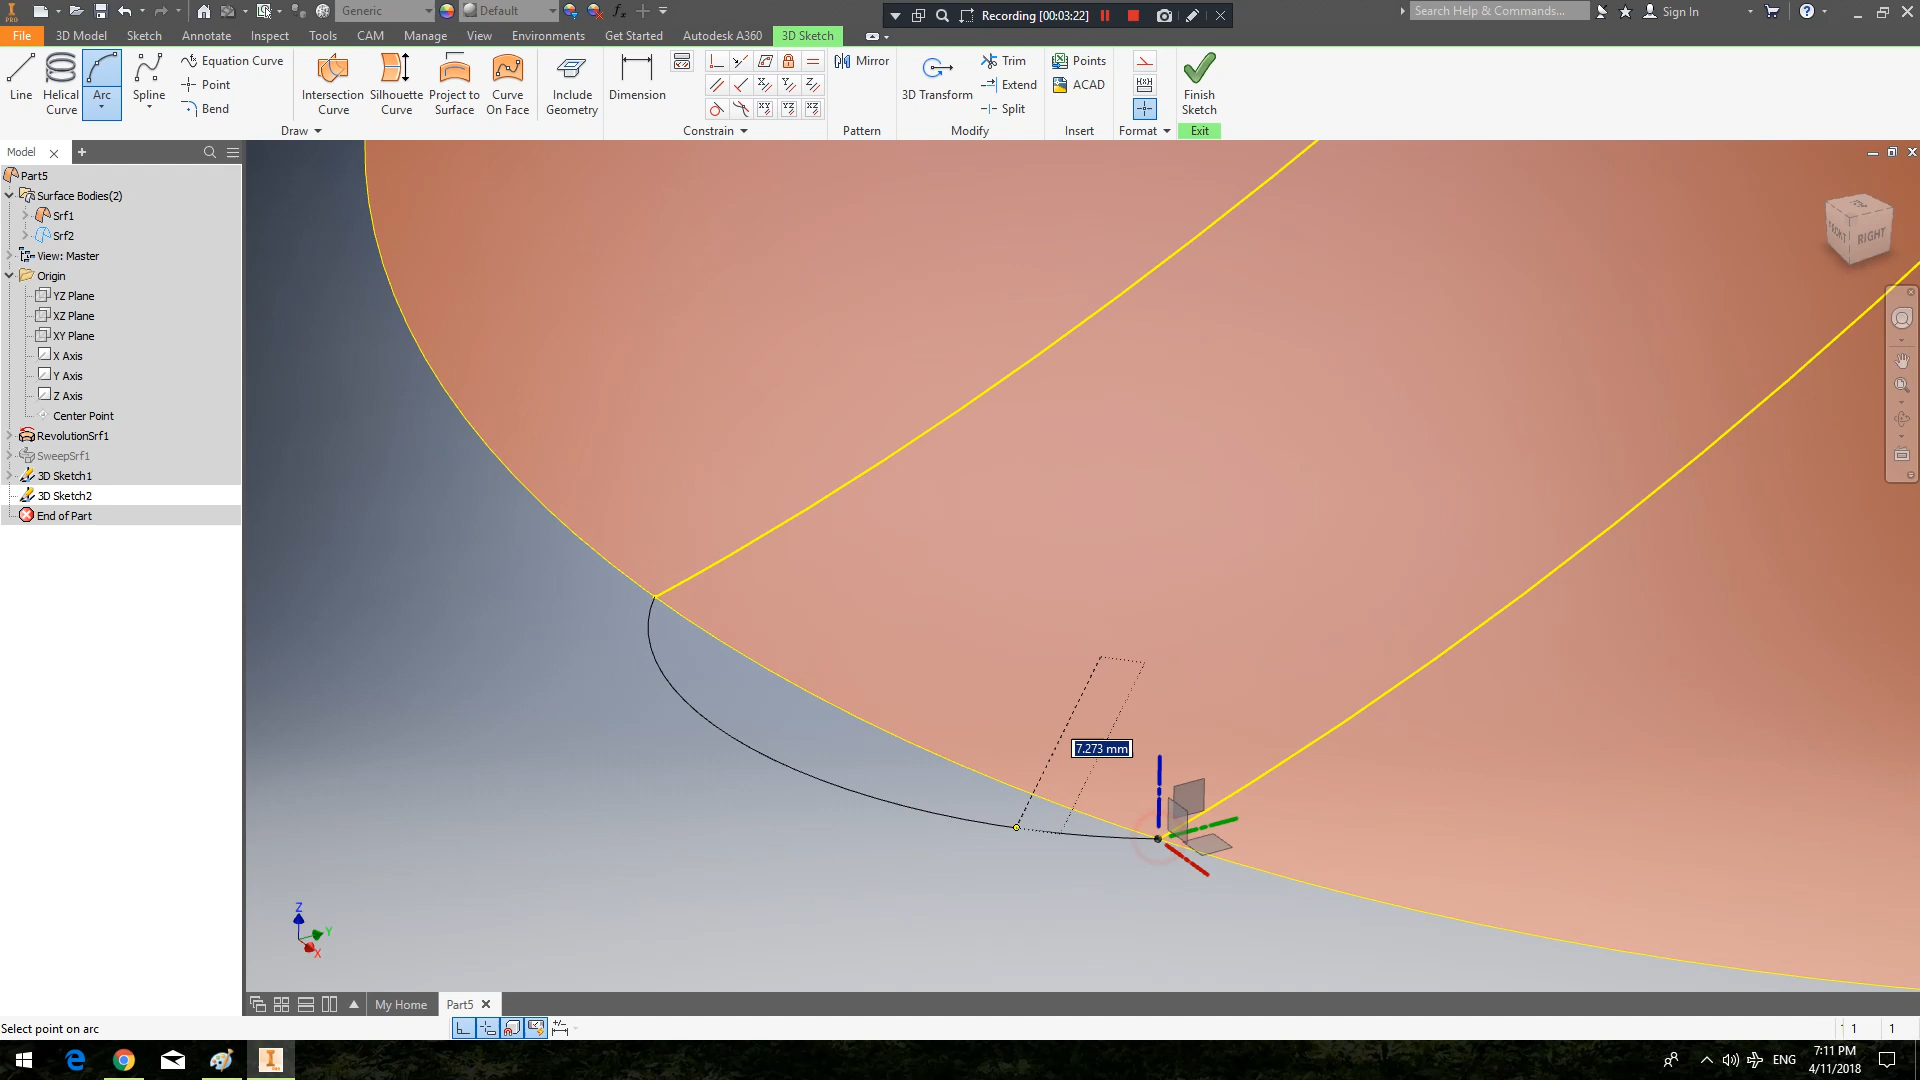 PRO
Generic
Default
Recording [00:03:22]
Search Help & Commands...
Sign In
File
3D Model
Sketch
Annotate
Inspect
Tools
CAM
Manage
View
Environments
Get Started
Autodesk A360
3D Sketch
Line
Helical Curve
Arc
Spline
Equation Curve
Point
Bend
Intersection Curve
Silhouette Curve
Project to Surface
Curve On Face
Include Geometry
Dimension
Mirror
3D Transform
Trim
Extend
Split
Points
ACAD
Finish Sketch
Draw
Constrain
Pattern
Modify
Insert
Format
Exit
Model
Part5
Surface Bodies(2)
Srf1
Srf2
View: Master
Origin
YZ Plane
XZ Plane
XY Plane
X Axis
Y Axis
Z Axis
Center Point
RevolutionSrf1
SweepSrf1
3D Sketch1
3D Sketch2
End of Part
FRONT
RIGHT
7.273 mm
Z
Y
X
My Home
Part5
Select point on arc
1
1
ENG
7:11 PM
4/11/2018